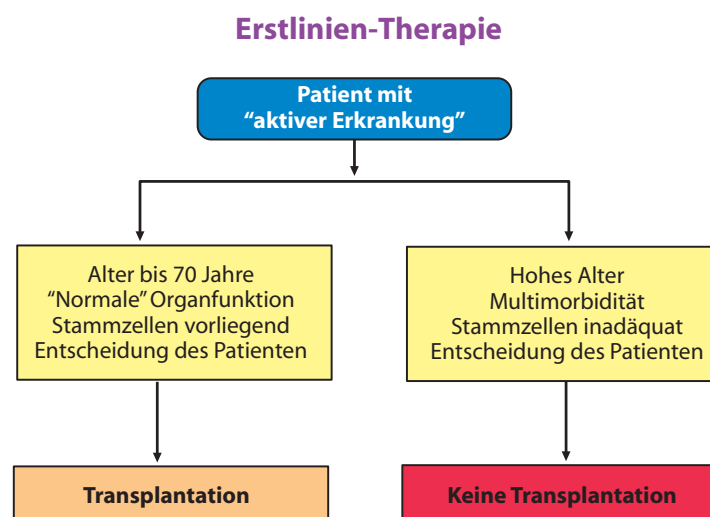 Erstlinien-Therapie
Patient mit
“aktiver Erkrankung”
Alter bis 70 Jahre
“Normale” Organfunktion
Stammzellen vorliegend
Entscheidung des Patienten
Hohes Alter
Multimorbidität
Stammzellen inadäquat
Entscheidung des Patienten
Transplantation
Keine Transplantation